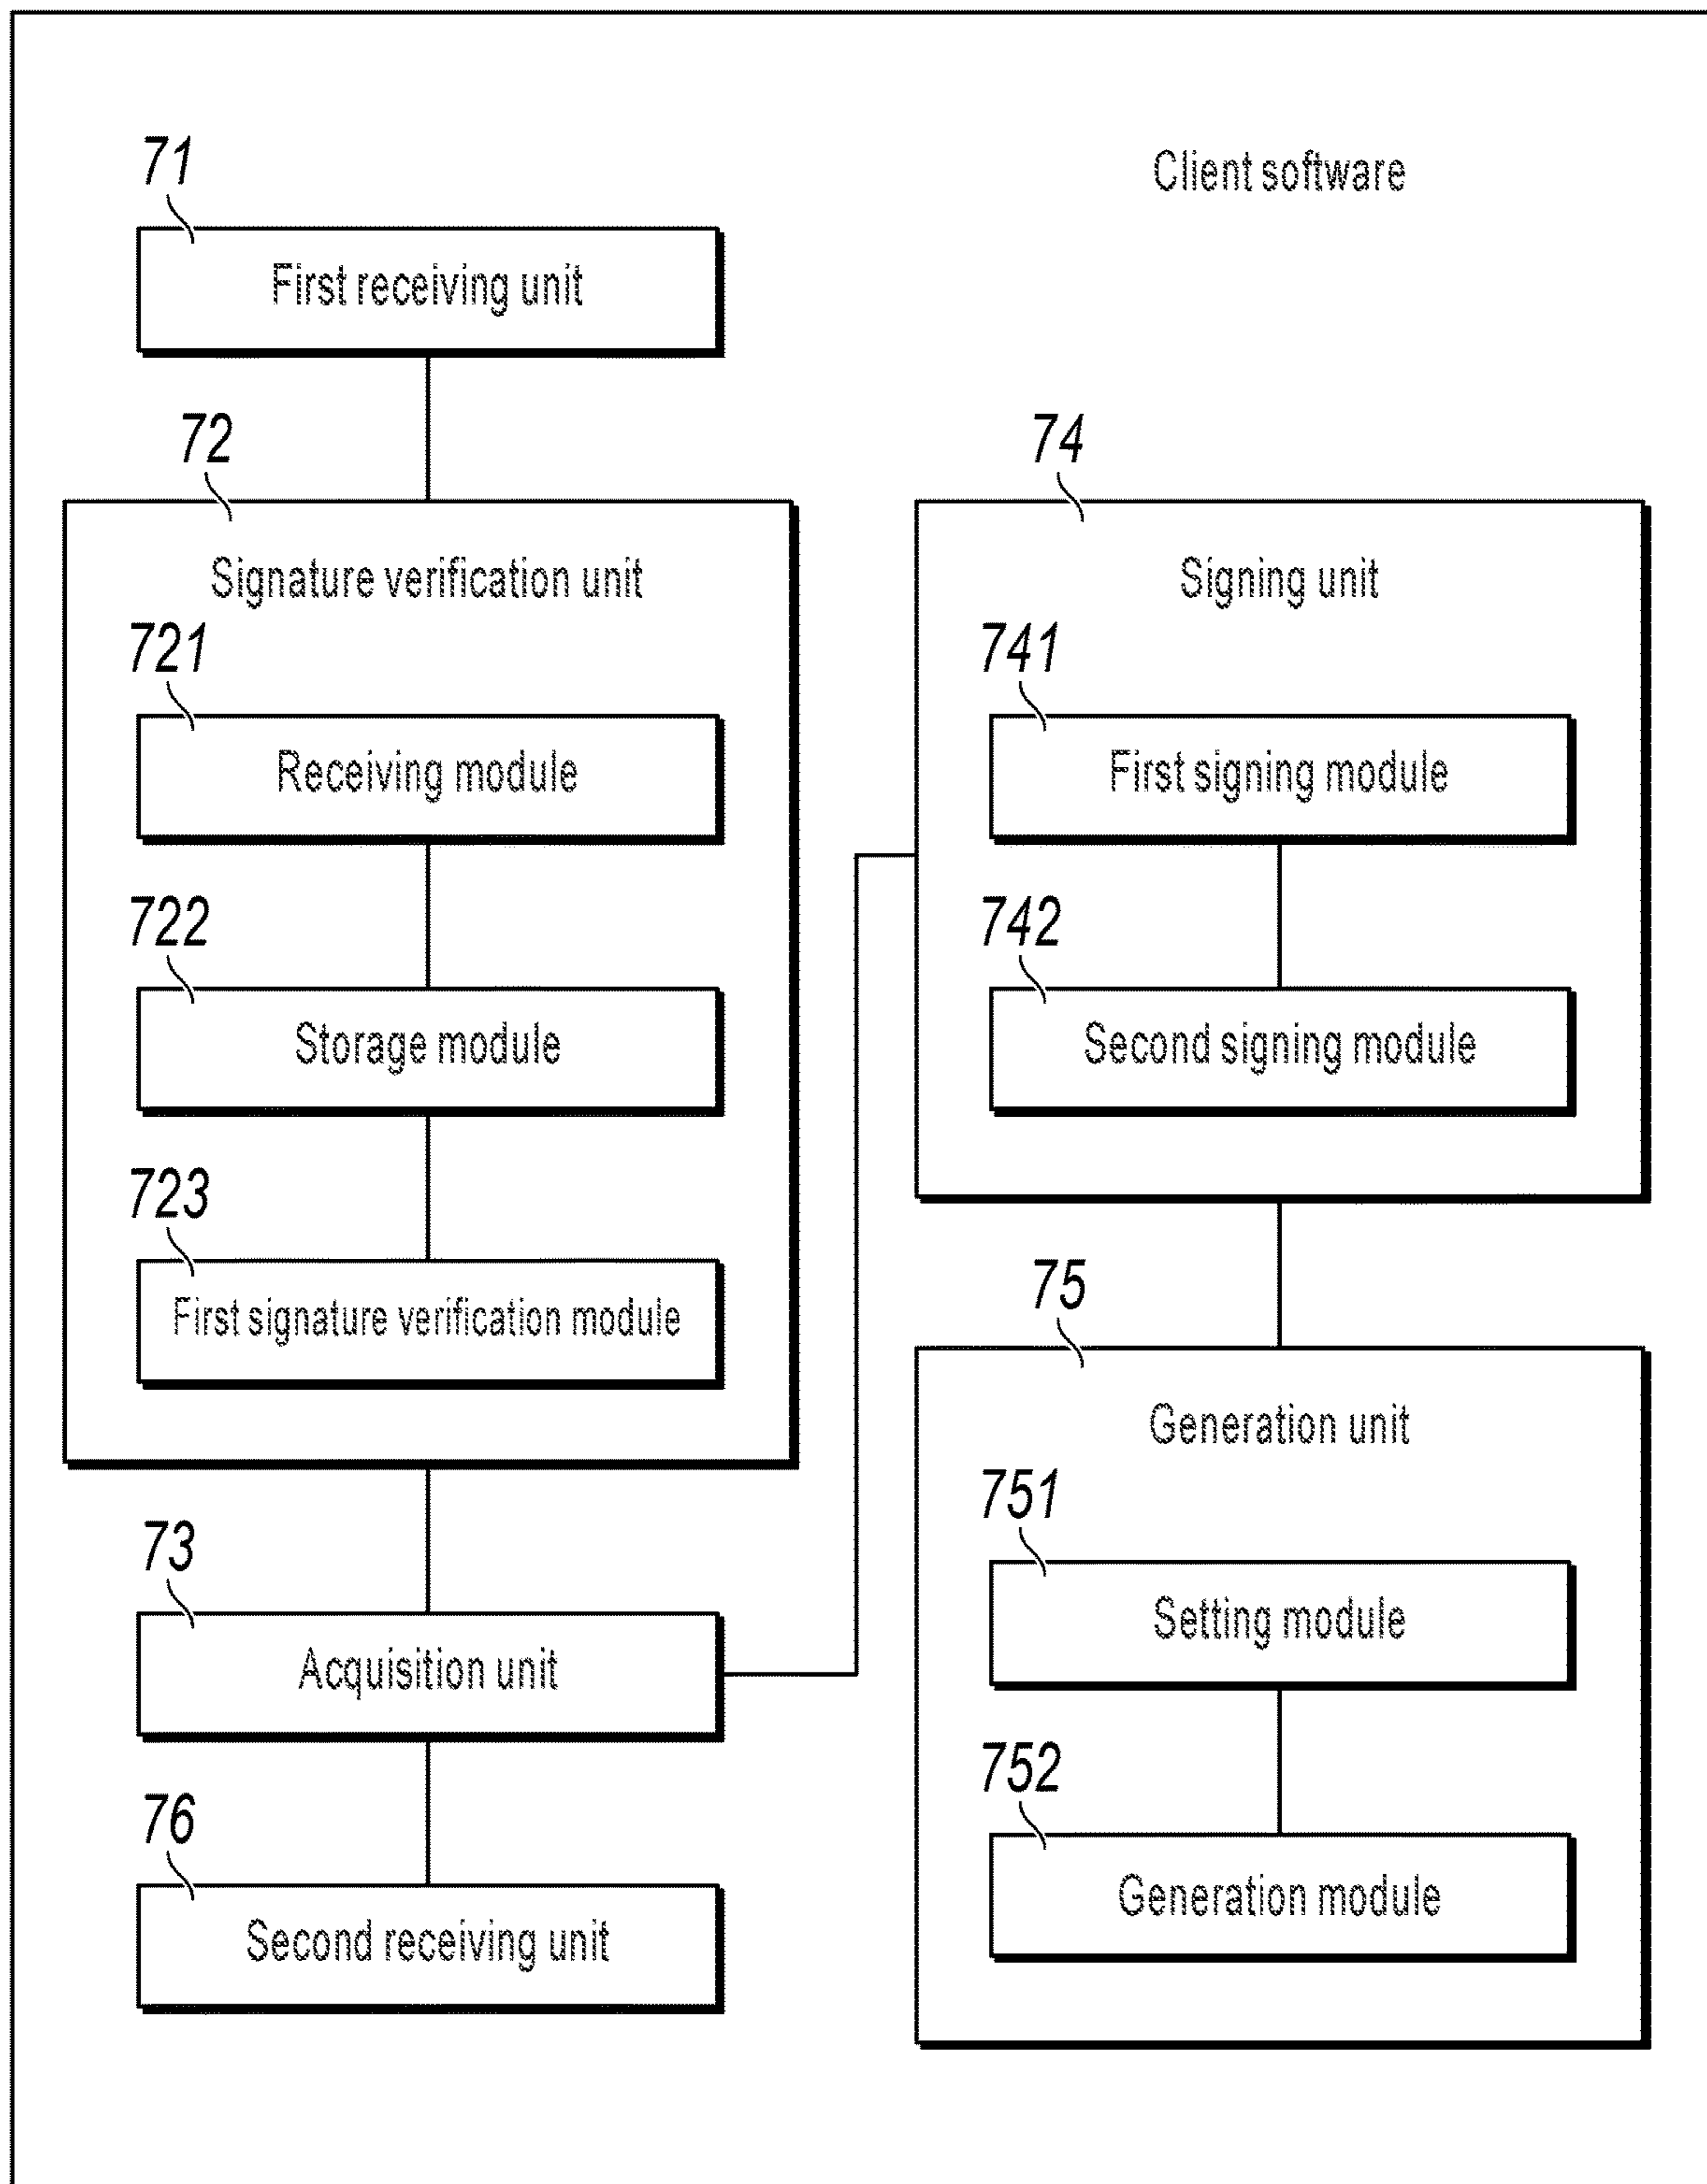 Client software
71
First receiving unit
72
Signature verification unit
721
Receiving module
722
Storage module
723
First signature verification module
73
Acquisition unit
76
Second receiving unit
74
Signing unit
741
First signing module
742
Second signing module
75
Generation unit
751
Setting module
752
Generation module